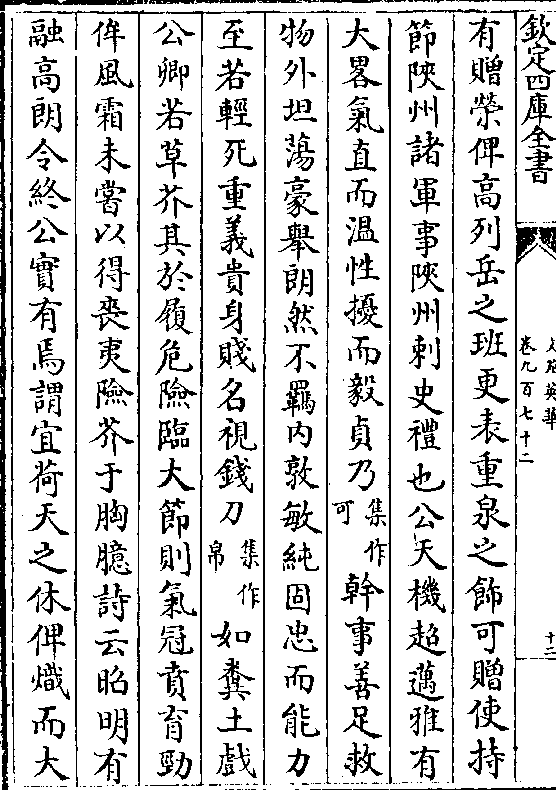 欽定四庫全書
文苑英華
卷九百七十二
十二
有贈榮俾髙列岳之班更表重泉之飾可贈使持
節陜州諸軍事陜州刺史禮也公天機超邁雅有
大畧氣直而温性擾而毅貞乃集作可幹事善足救
物外坦蕩豪舉朗然不羈内敦敏純固忠而能力
至若輕死重義貴身賤名視錢刀集作帛如糞土戲
公卿若草芥其於履危險臨大節則氣冠賁育勁
侔風霜未嘗以得喪夷險芥于胸臆詩云昭明有
融髙朗令終公實有焉謂宜荷天之休俾熾而大